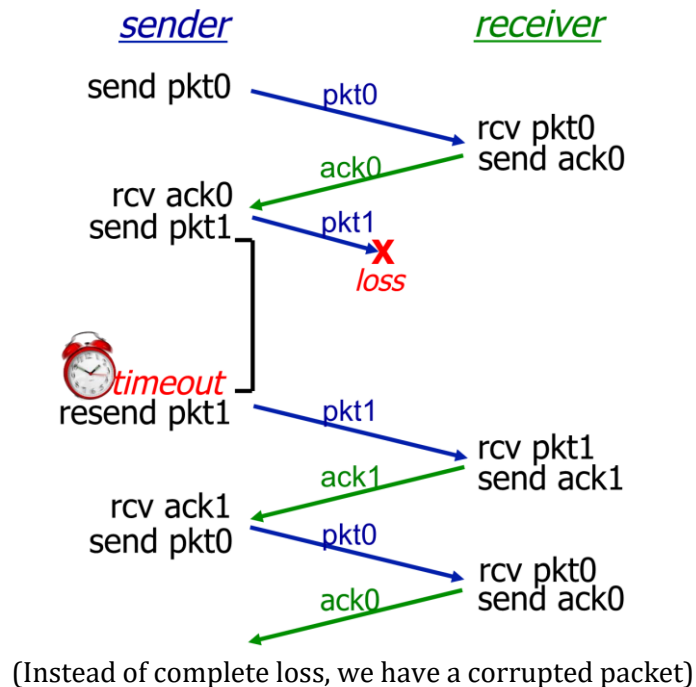 sender receiver
send pkt0
pkt0
rcv pkt0
send ack0
ack0
rcv ack0
send pkt1
pkt1
X
loss
timeout
resend pkt1
pkt1
rcv pkt1
send ack1
ack1
rcv ack1
send pkt0
pkt0
rcv pkt0
send ack0
ack0
(Instead of complete loss, we have a corrupted packet)